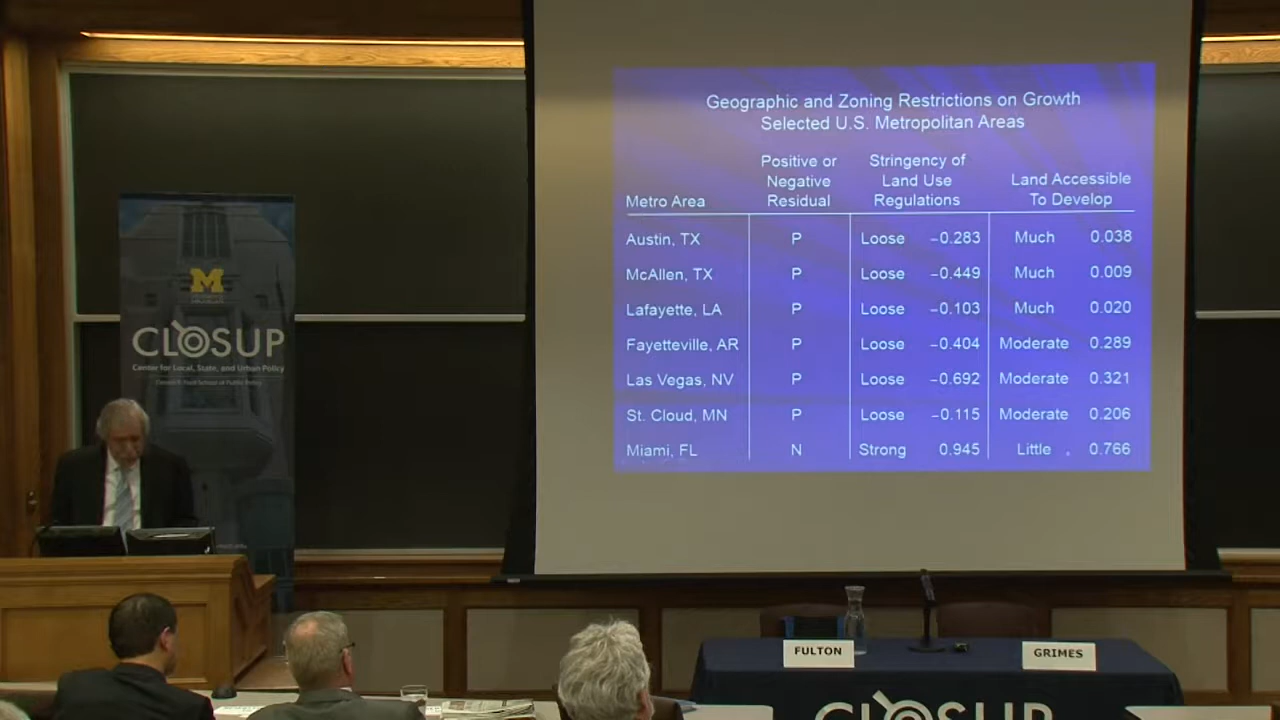 Geographic and Zoning Restrictions on Growth
Selected U.S. Metropolitan Areas
Metro Area Positive or Negative Residual Stringency of Land Use Regulations Land Accessible To Develop
Austin, TX P Loose −0.283 Much 0.038
McAllen, TX P Loose −0.449 Much 0.009
Lafayette, LA P Loose −0.103 Much 0.020
Fayetteville, AR P Loose −0.404 Moderate 0.289
Las Vegas, NV P Loose −0.692 Moderate 0.321
St. Cloud, MN P Loose −0.115 Moderate 0.206
Miami, FL N Strong 0.945 Little 0.766
M
CLOSUP
Center for Local, State, and Urban Policy
FULTON
GRIMES
CLOSUP